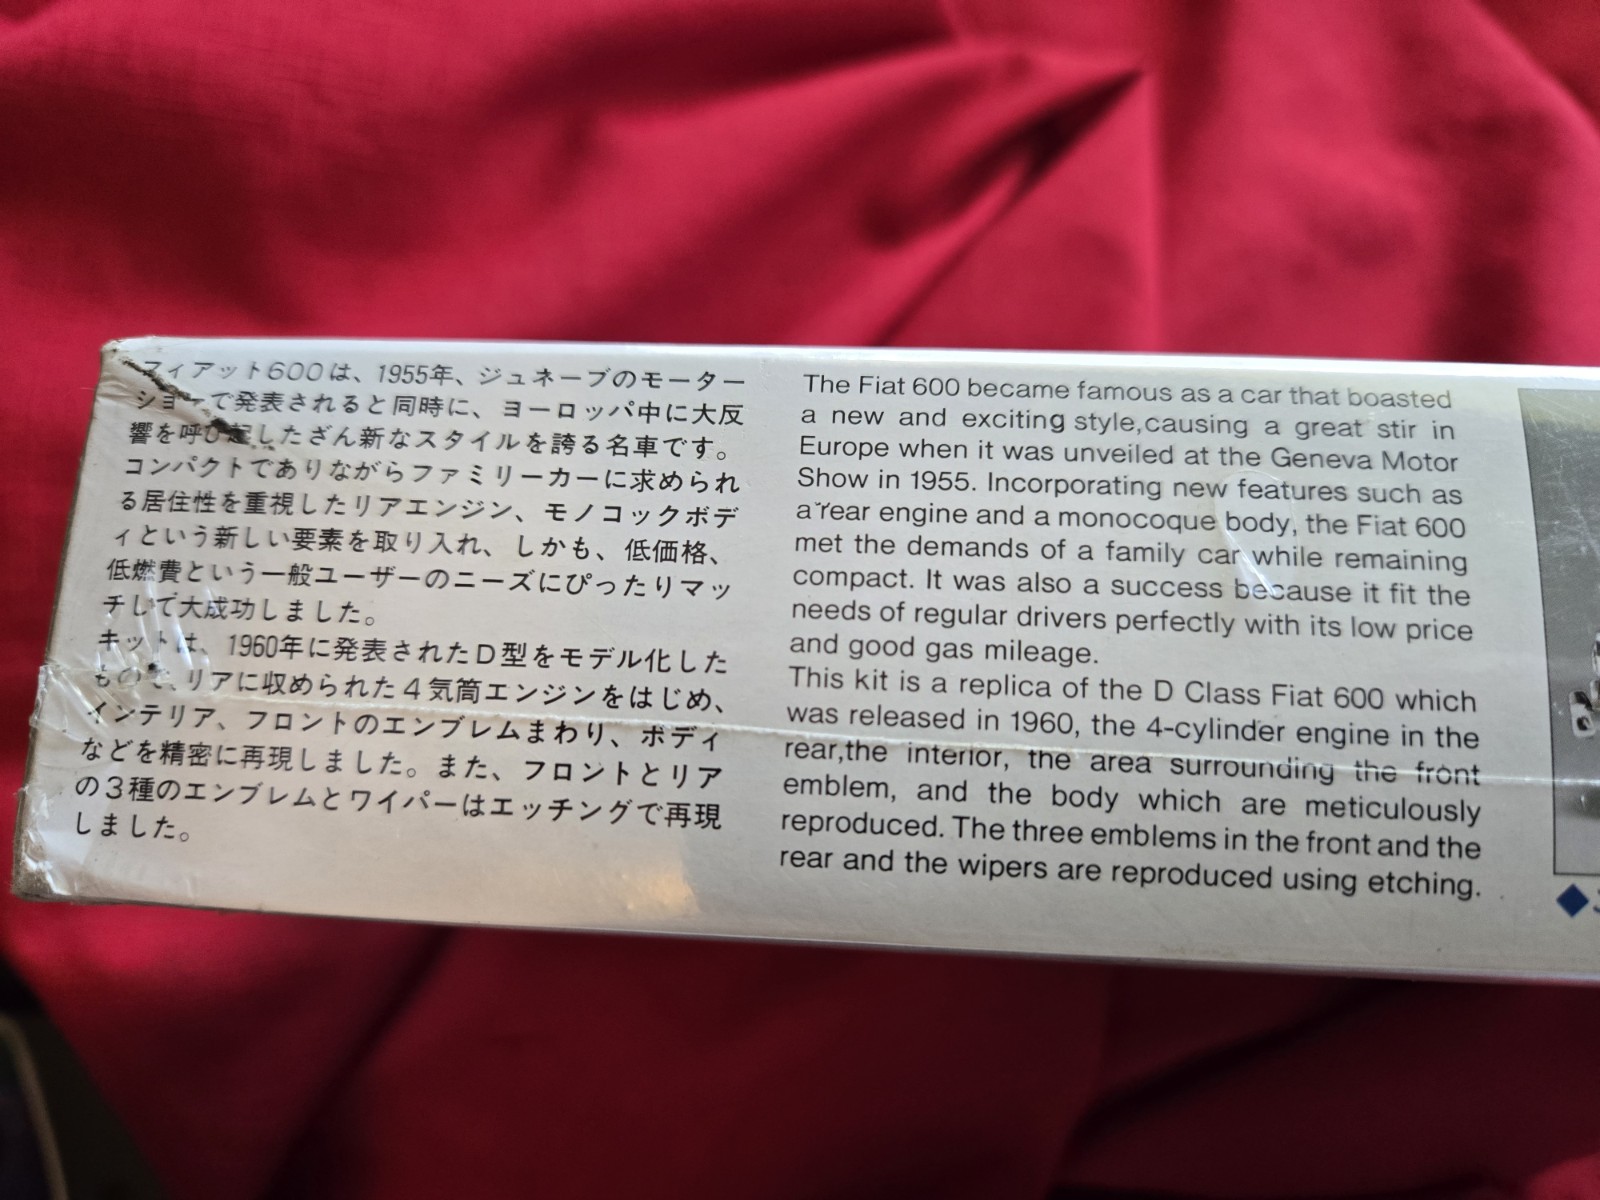 フィアット600は、1955年、ジュネーブのモーター
ショーで発表されると同時に、ヨーロッパ中に大反
響を呼び起したざん新なスタイルを誇る名車です。
コンパクトでありながらファミリーカーに求められ
る居住性を重視したリアエンジン、モノコックボデ
ィという新しい要素を取り入れ、しかも、低価格、
低燃費という一般ユーザーのニーズにぴったりマッ
チして大成功しました。
キットは、1960年に発表されたD型をモデル化した
もので、リアに収められた4気筒エンジンをはじめ、
インテリア、フロントのエンブレムまわり、ボディ
などを精密に再現しました。また、フロントとリア
の3種のエンブレムとワイパーはエッチングで再現
しました。
The Fiat 600 became famous as a car that boasted
a new and exciting style,causing a great stir in
Europe when it was unveiled at the Geneva Motor
Show in 1955. Incorporating new features such as
a rear engine and a monocoque body, the Fiat 600
met the demands of a family car while remaining
compact. It was also a success because it fit the
needs of regular drivers perfectly with its low price
and good gas mileage.
This kit is a replica of the D Class Fiat 600 which
was released in 1960, the 4-cylinder engine in the
rear,the interior, the area surrounding the front
emblem, and the body which are meticulously
reproduced. The three emblems in the front and the
rear and the wipers are reproduced using etching.